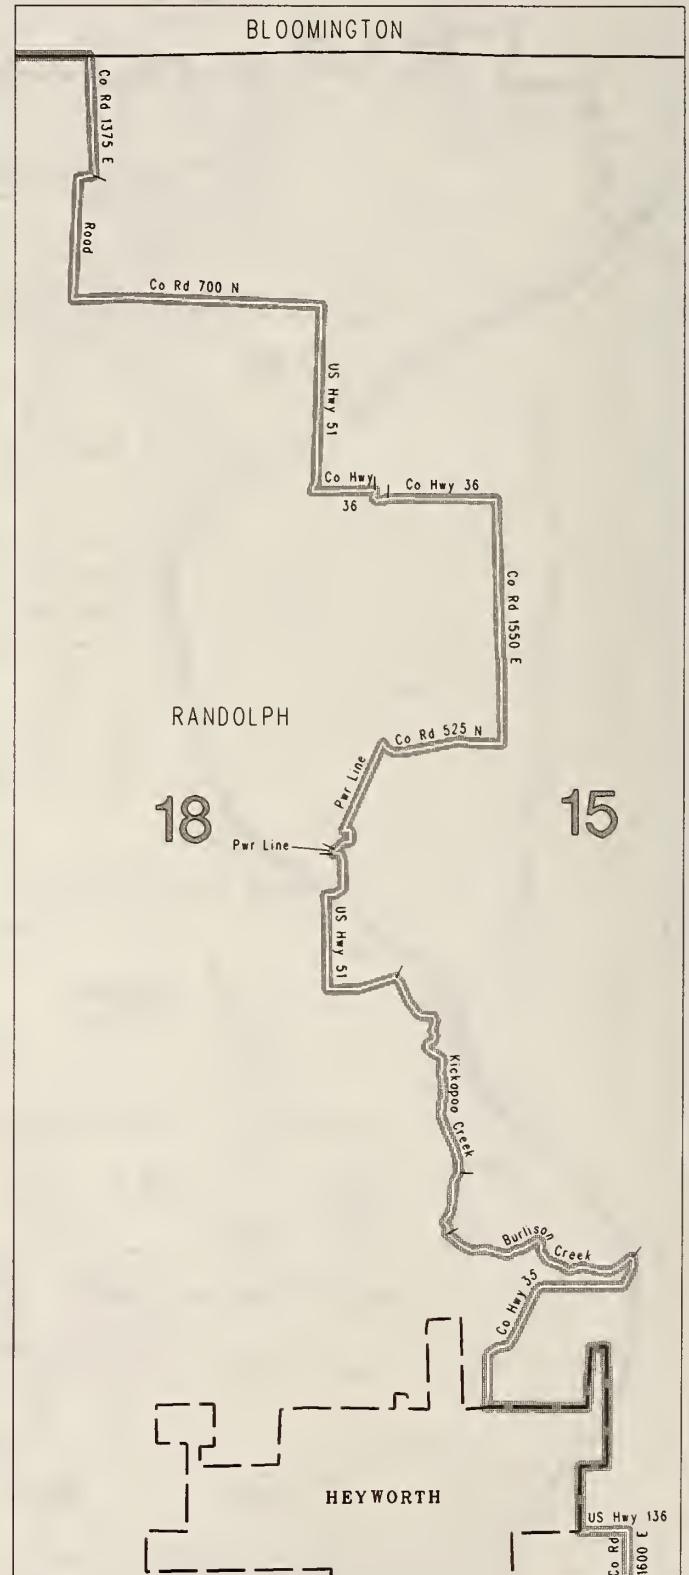 BLOOMINGTON
Co Rd 1375 E
Road
Co Rd 700 N
US Hwy 51
Co Hwy
36
Co Hwy 36
Co Rd 1550 E
RANDOLPH
Co Rd 525 N
Pwr Line
18
15
Pwr Line
US Hwy 51
Kickapoo Creek
Burlison
Creek
Co Hwy 35
HEYWORTH
US Hwy 136
Co Rd
1600 E